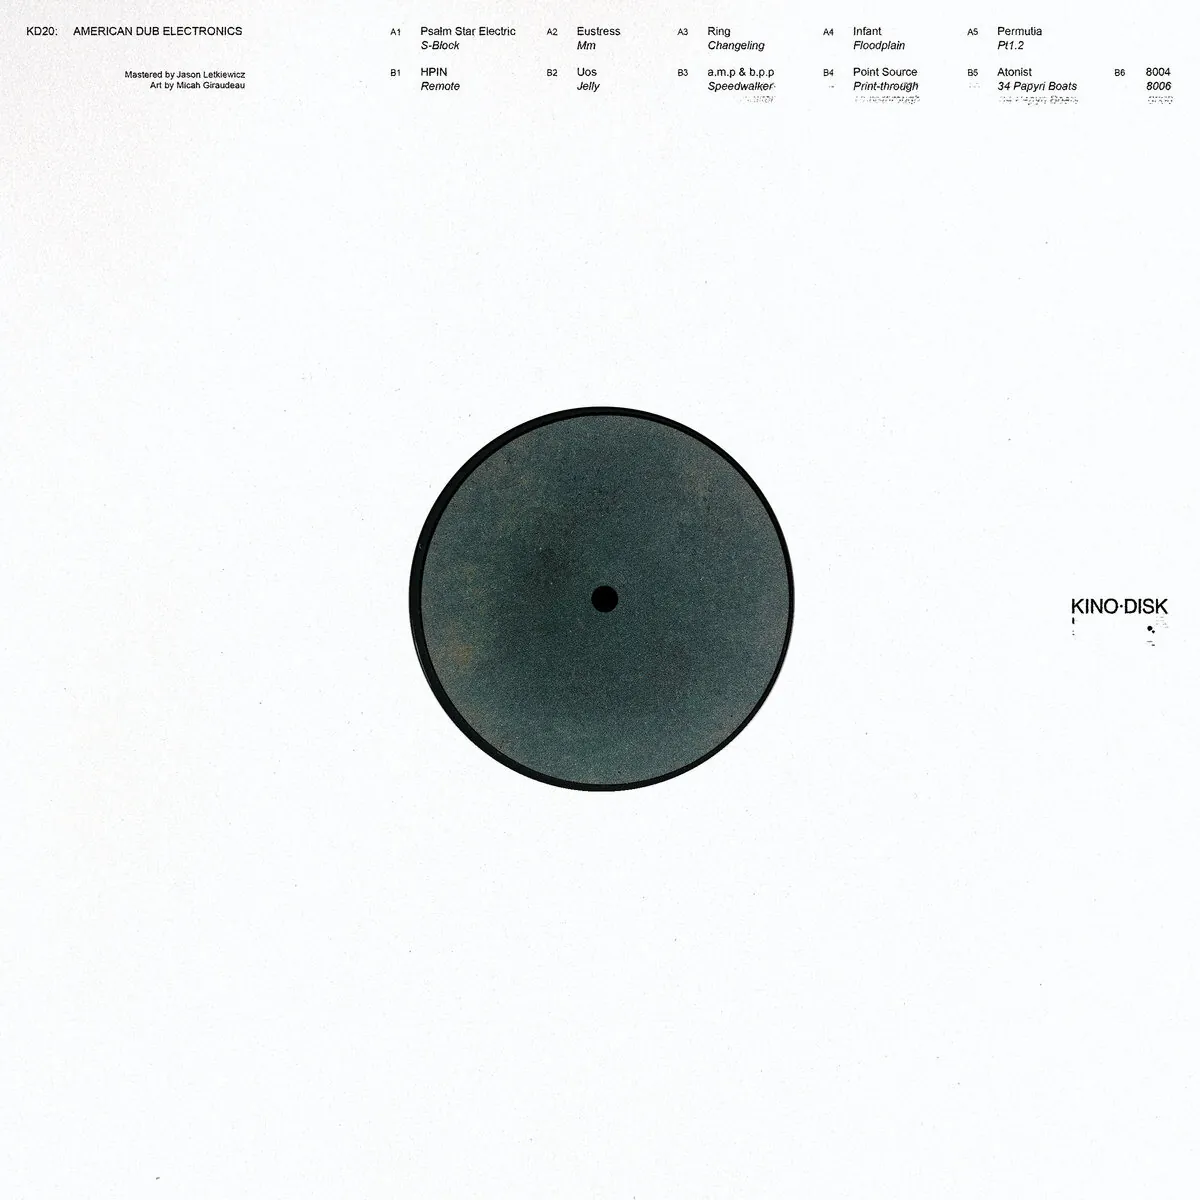 KD20: AMERICAN DUB ELECTRONICS
Mastered by Jason Letkiewicz
Art by Micah Giraudeau
A1 Psalm Star Electric
S-Block
A2 Eustress
Mm
A3 Ring
Changeling
A4 Infant
Floodplain
A5 Permutia
Pt1.2
B1 HPIN
Remote
B2 Uos
Jelly
B3 a.m.p & b.p.p
Speedwalker
B4 Point Source
Print-through
B5 Atonist
34 Papyri Boats
B6 8004
8006
KINO·DISK